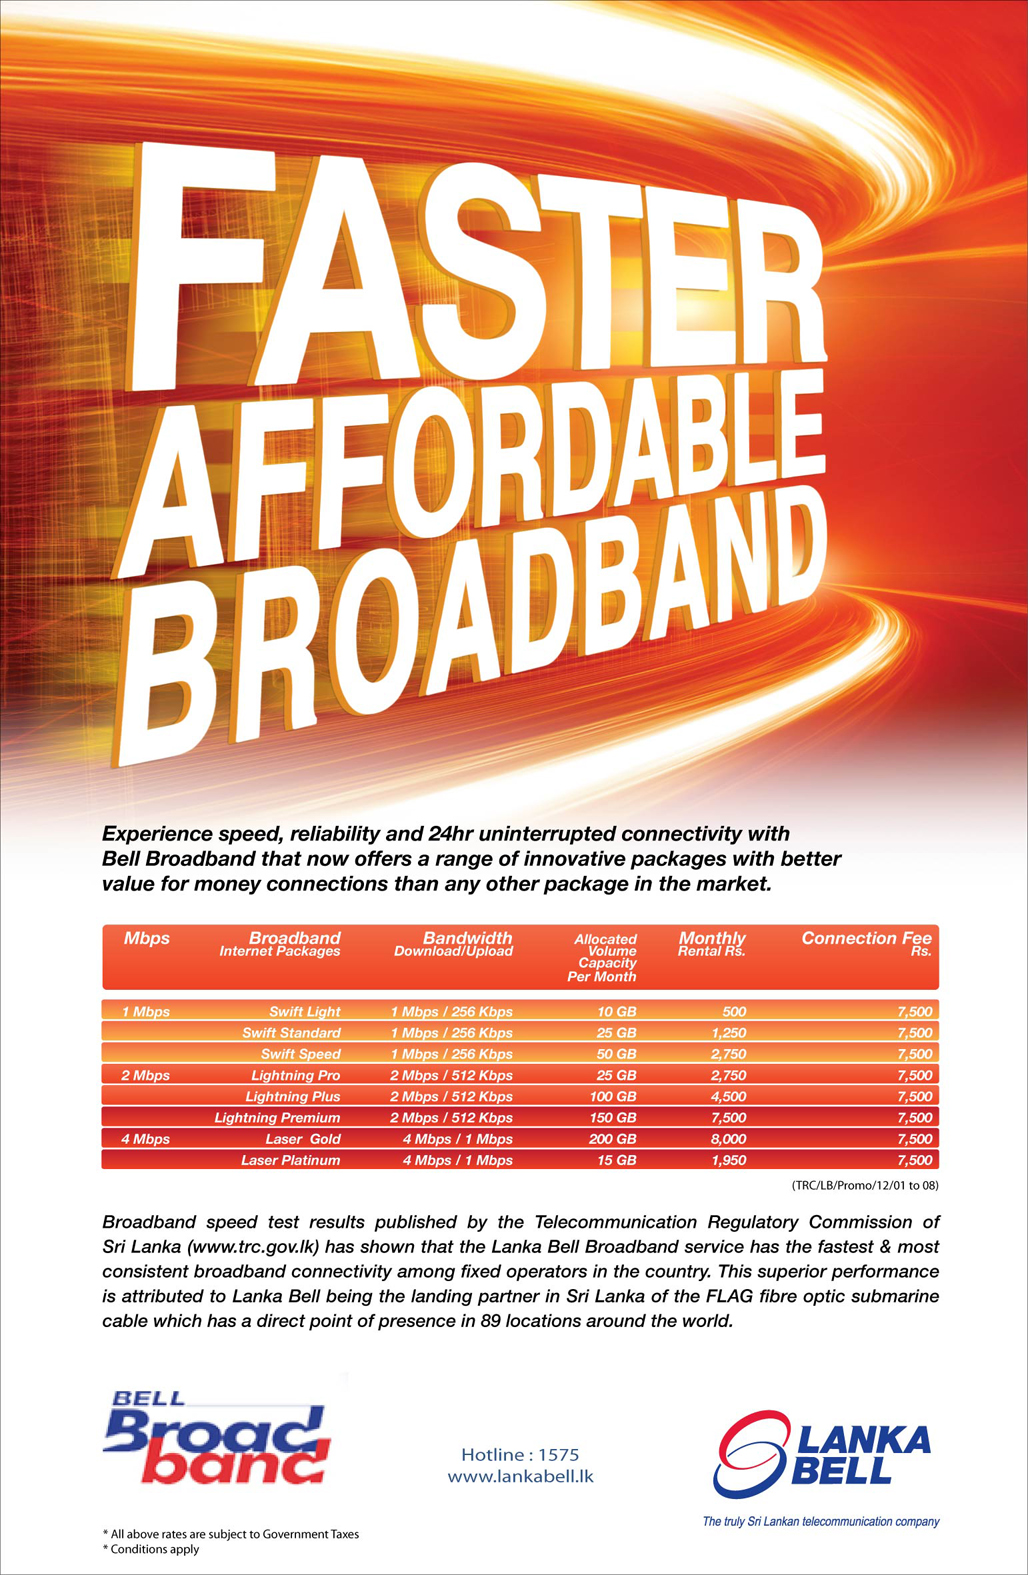 FASTER
AFFORDABLE
BROADBAND
Experience speed, reliability and 24hr uninterrupted connectivity with
Bell Broadband that now offers a range of innovative packages with better
value for money connections than any other package in the market.
Mbps Broadband Internet Packages Bandwidth Download/Upload Allocated Volume Capacity Per Month Monthly Rental Rs. Connection Fee Rs.
1 Mbps Swift Light 1 Mbps / 256 Kbps 10 GB 500 7,500
Swift Standard 1 Mbps / 256 Kbps 25 GB 1,250 7,500
Swift Speed 1 Mbps / 256 Kbps 50 GB 2,750 7,500
2 Mbps Lightning Pro 2 Mbps / 512 Kbps 25 GB 2,750 7,500
Lightning Plus 2 Mbps / 512 Kbps 100 GB 4,500 7,500
Lightning Premium 2 Mbps / 512 Kbps 150 GB 7,500 7,500
4 Mbps Laser Gold 4 Mbps / 1 Mbps 200 GB 8,000 7,500
Laser Platinum 4 Mbps / 1 Mbps 15 GB 1,950 7,500
(TRC/LB/Promo/12/01 to 08)
Broadband speed test results published by the Telecommunication Regulatory Commission of
Sri Lanka (www.trc.gov.lk) has shown that the Lanka Bell Broadband service has the fastest & most
consistent broadband connectivity among fixed operators in the country. This superior performance
is attributed to Lanka Bell being the landing partner in Sri Lanka of the FLAG fibre optic submarine
cable which has a direct point of presence in 89 locations around the world.
BELL
Broad
band
Hotline : 1575
www.lankabell.lk
LANKA
BELL
The truly Sri Lankan telecommunication company
* All above rates are subject to Government Taxes
* Conditions apply